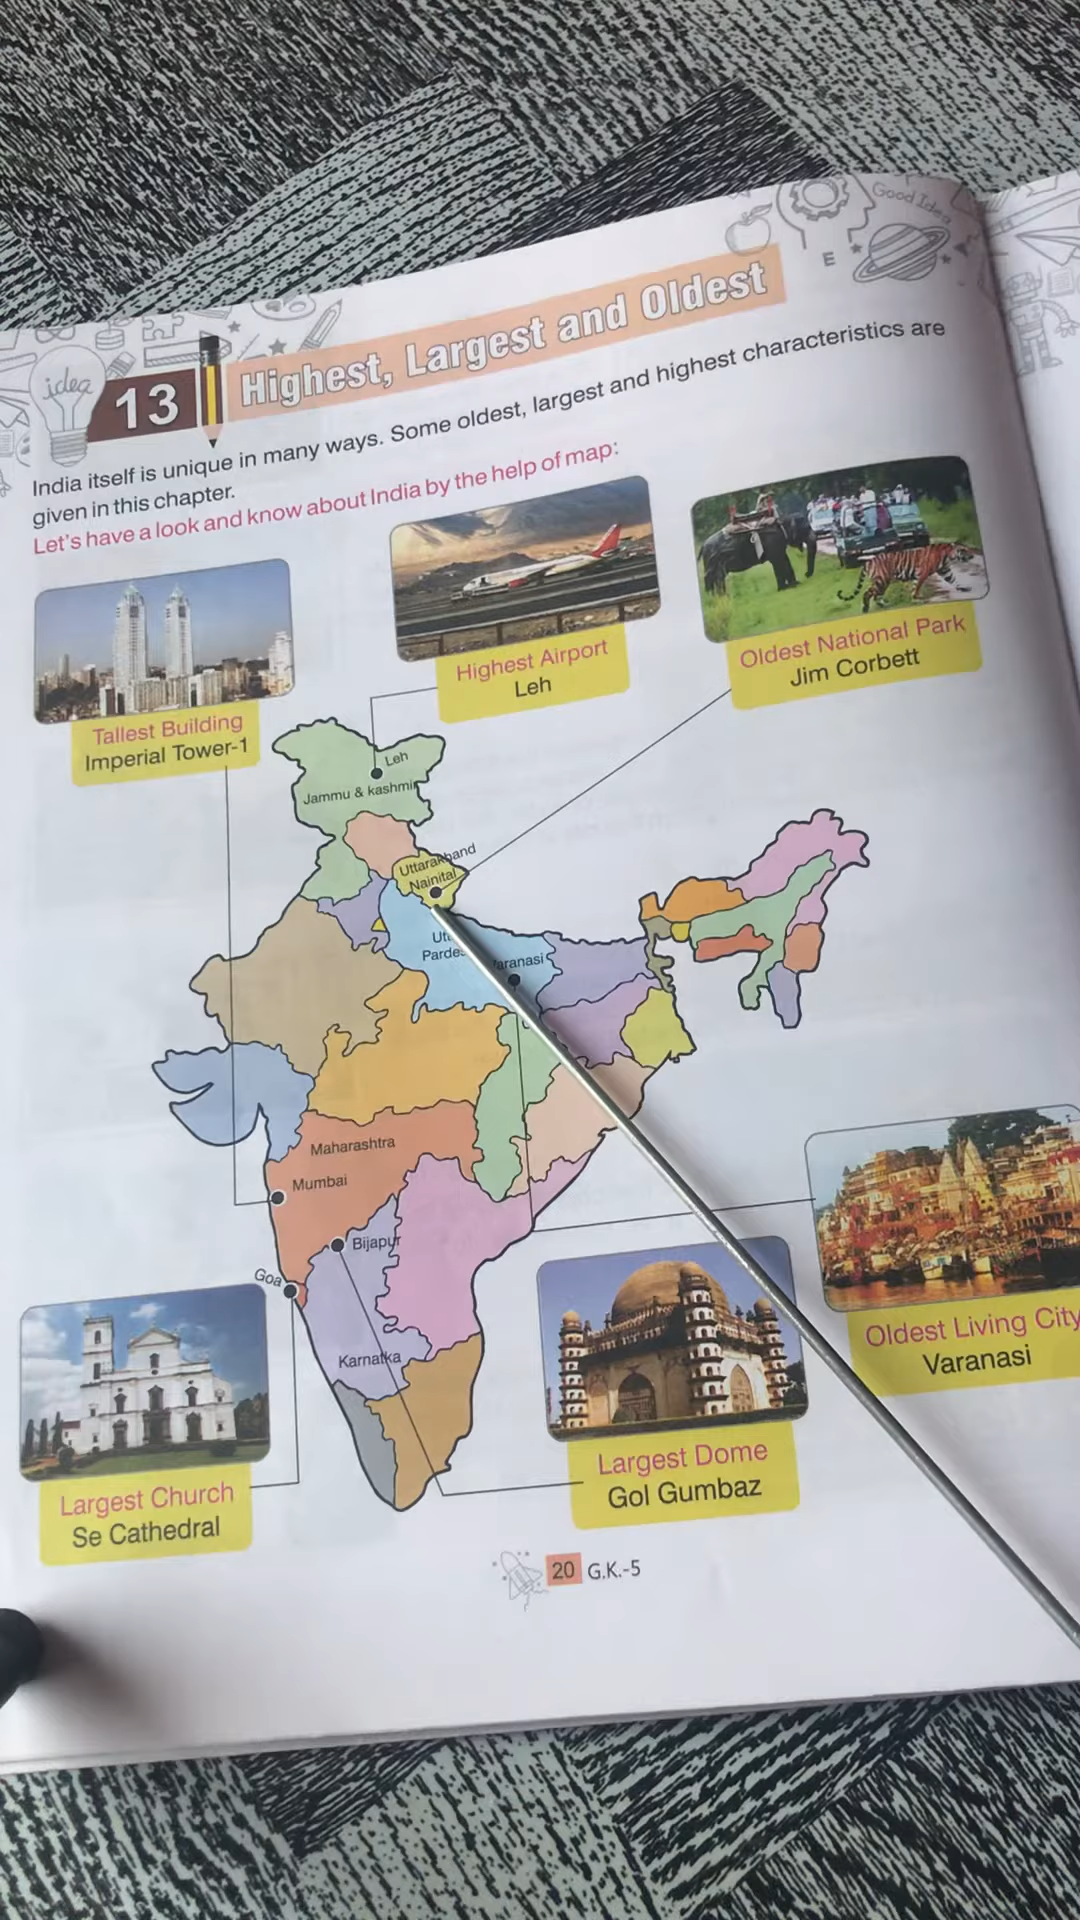 Good Idea
E
idea
13 Highest, Largest and Oldest
India itself is unique in many ways. Some oldest, largest and highest characteristics are
given in this chapter.
Let's have a look and know about India by the help of map:
Tallest Building
Imperial Tower-1
Highest Airport
Leh
Oldest National Park
Jim Corbett
Leh
Jammu & kashmir
Uttarakhand
Nainital
Varanasi
Maharashtra
Mumbai
Bijapur
Goa
Karnatka
Oldest Living City
Varanasi
Largest Dome
Gol Gumbaz
Largest Church
Se Cathedral
20 G.K.-5